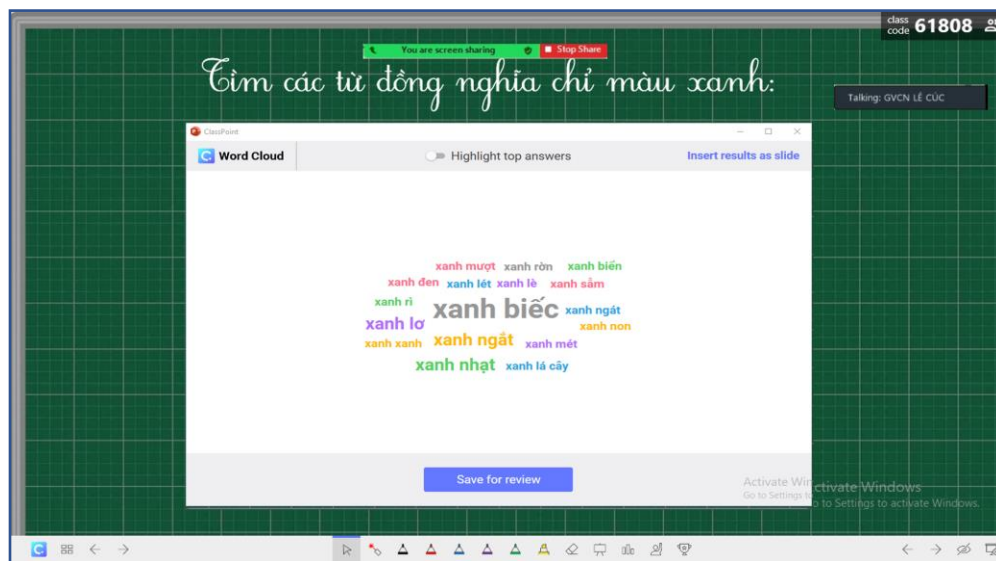 class code 61808
You are screen sharing Stop Share
Tìm các từ đồng nghĩa chỉ màu xanh:
Talking: GVCN LÊ CÚC
ClassPoint
Word Cloud
Highlight top answers
Insert results as slide
xanh mượt xanh rờn xanh biển
xanh đen xanh lét xanh lè xanh sẫm
xanh rì xanh biếc xanh ngát
xanh lơ xanh non
xanh xanh xanh ngắt xanh mét
xanh nhạt xanh lá cây
Save for review
Activate Windows
Go to Settings to activate Windows.